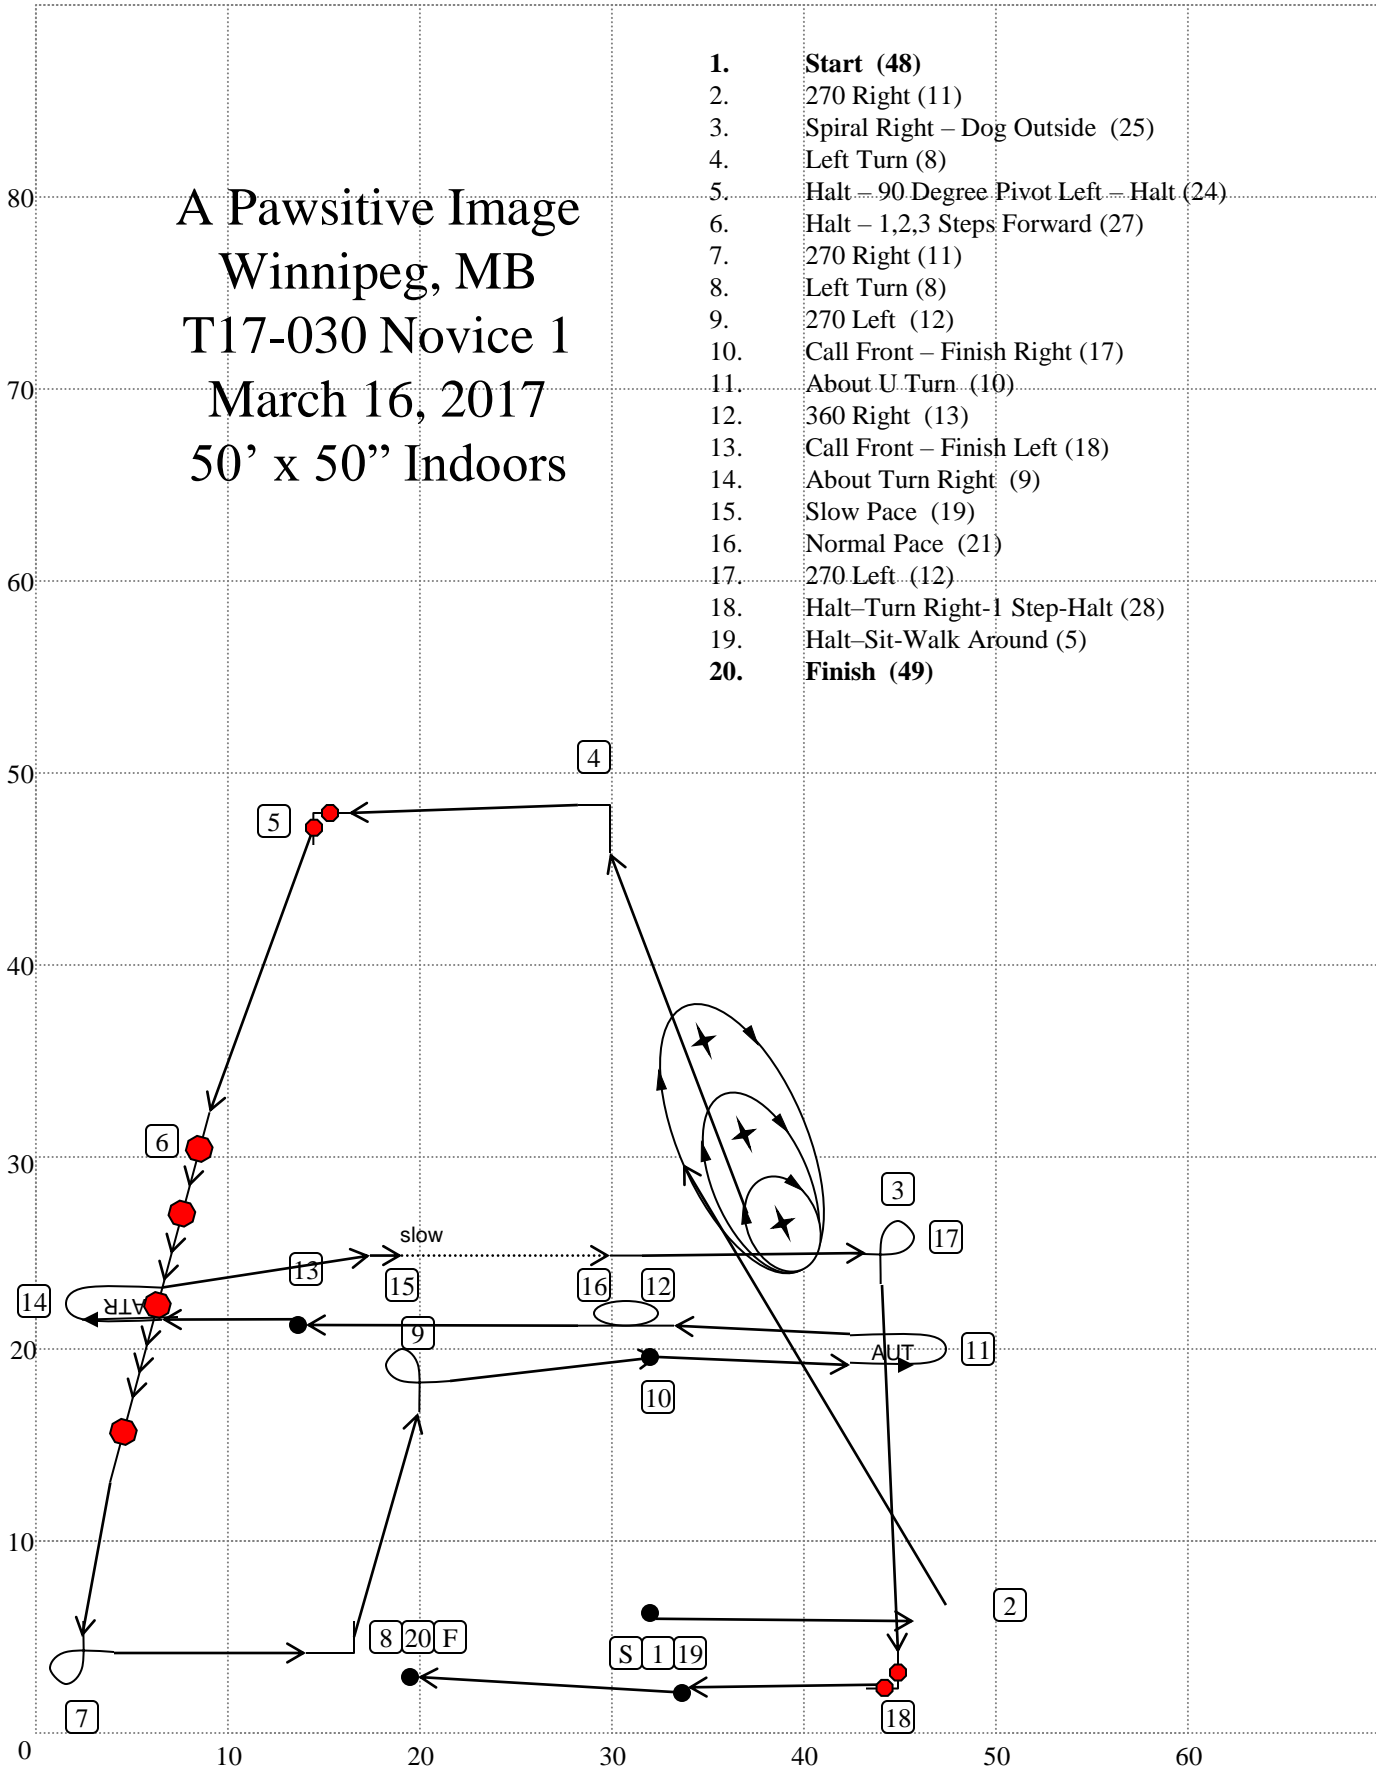 1. Start (48)
2. 270 Right (11)
3. Spiral Right – Dog Outside (25)
4. Left Turn (8)
5. Halt – 90 Degree Pivot Left – Halt (24)
6. Halt – 1,2,3 Steps Forward (27)
7. 270 Right (11)
8. Left Turn (8)
9. 270 Left (12)
10. Call Front – Finish Right (17)
11. About U Turn (10)
12. 360 Right (13)
13. Call Front – Finish Left (18)
14. About Turn Right (9)
15. Slow Pace (19)
16. Normal Pace (21)
17. 270 Left (12)
18. Halt–Turn Right-1 Step-Halt (28)
19. Halt–Sit-Walk Around (5)
20. Finish (49)
A Pawsitive Image
Winnipeg, MB
T17-030 Novice 1
March 16, 2017
50’ x 50” Indoors
80
70
60
50
4
5
40
6
30
3
slow
17
13
15
16
12
14
ATR
9
20
AUT
11
10
10
2
8 20 F
S 1 19
7
18
0
10
20
30
40
50
60